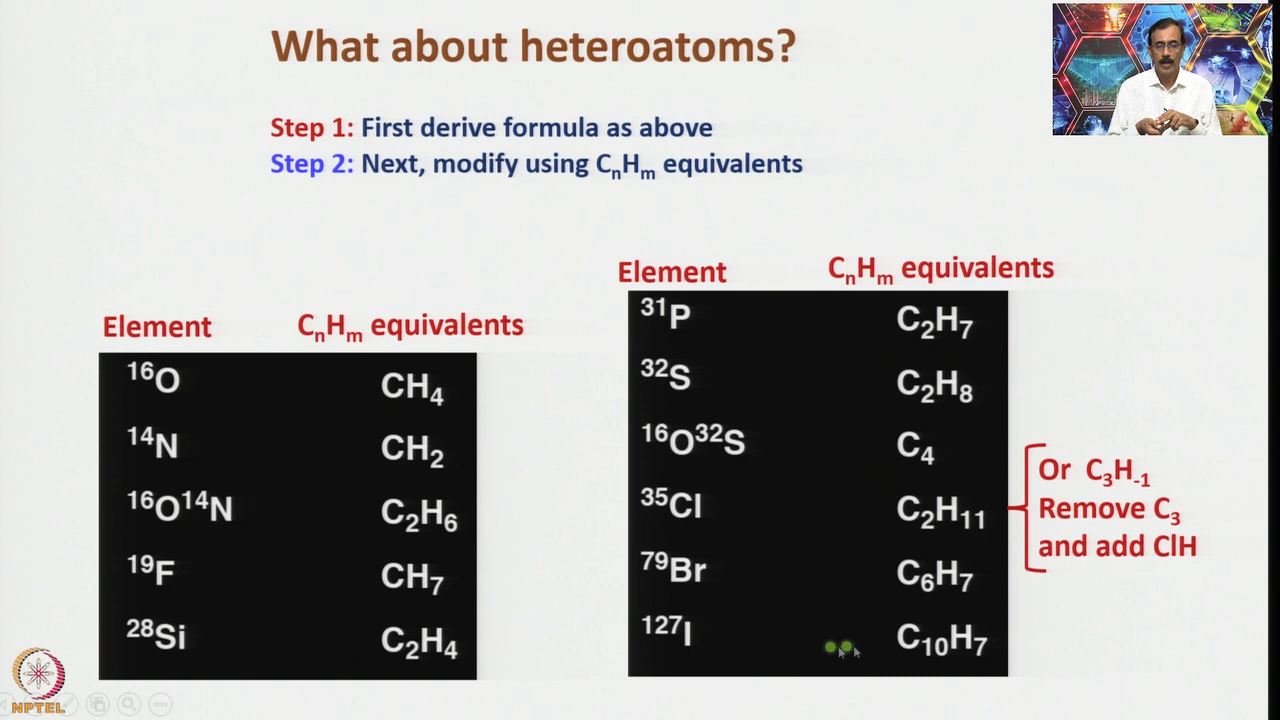 What about heteroatoms?
Step 1: First derive formula as above
Step 2: Next, modify using CₙHₘ equivalents
Element CₙHₘ equivalents
¹⁶O CH₄
¹⁴N CH₂
¹⁶O¹⁴N C₂H₆
¹⁹F CH₇
²⁸Si C₂H₄
Element CₙHₘ equivalents
³¹P C₂H₇
³²S C₂H₈
¹⁶O³²S C₄
³⁵Cl C₂H₁₁
⁷⁹Br C₆H₇
¹²⁷I C₁₀H₇
Or C₃H₋₁
Remove C₃
and add ClH
NPTEL